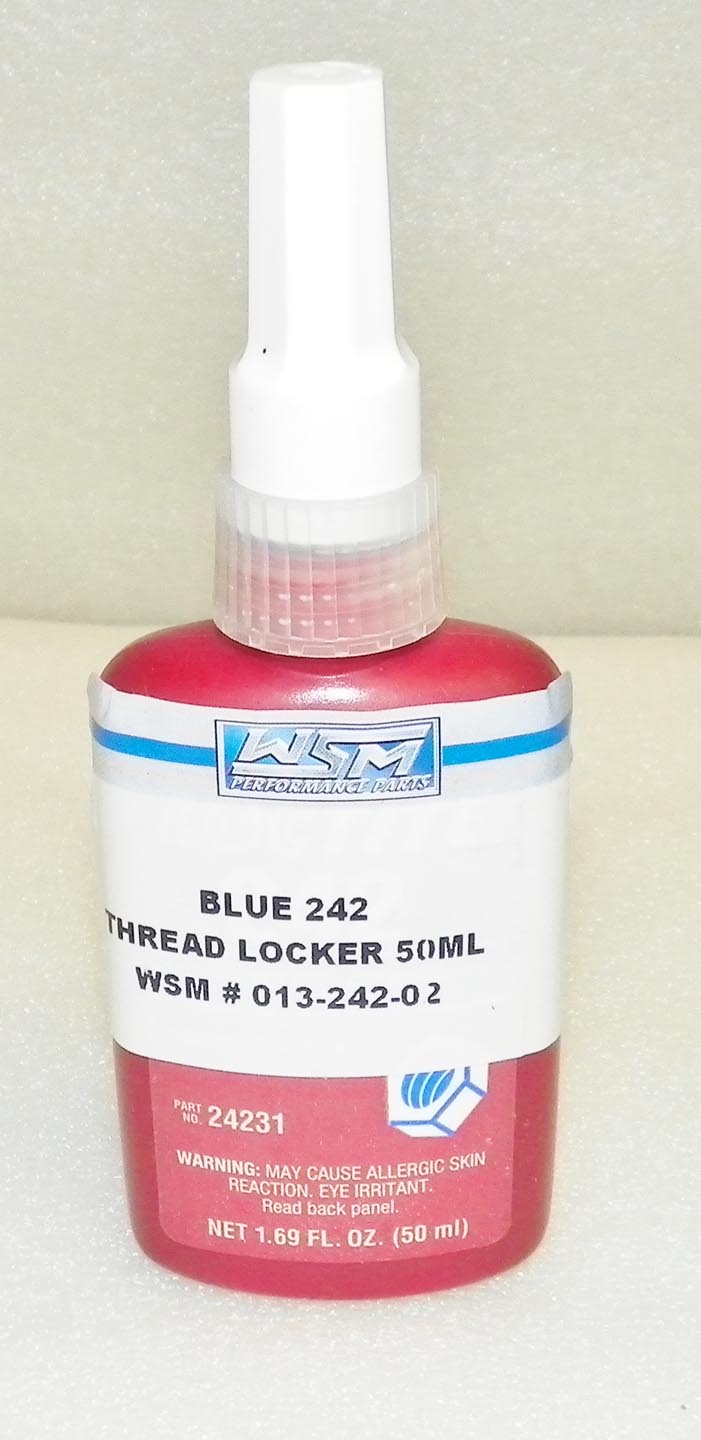 WSM
PERFORMANCE PARTS
BLUE 242
THREAD LOCKER 50ML
WSM # 013-242-02
PART
NO. 24231
WARNING: MAY CAUSE ALLERGIC SKIN
REACTION. EYE IRRITANT.
Read back panel.
NET 1.69 FL. OZ. (50 ml)